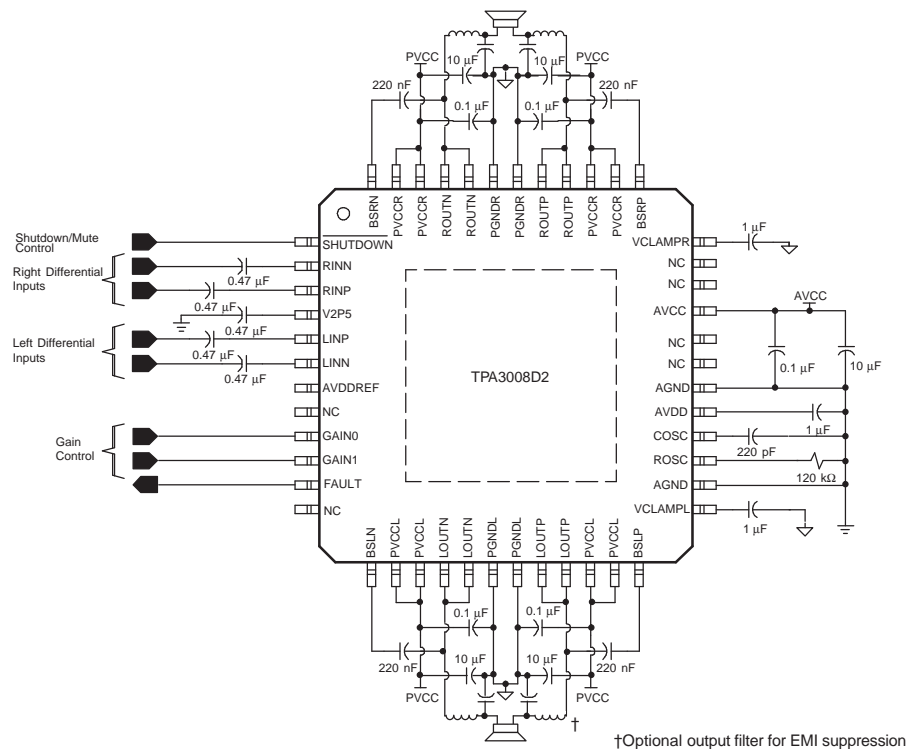 PVCC
10 µF
10 µF
PVCC
220 nF
220 nF
0.1 µF
0.1 µF
BSRN
PVCCR
PVCCR
ROUTN
ROUTN
PGNDR
PGNDR
ROUTP
ROUTP
PVCCR
PVCCR
BSRP
Shutdown/Mute
Control
SHUTDOWN
VCLAMPR
1 µF
Right Differential
Inputs
RINN
0.47 µF
NC
RINP
0.47 µF
NC
V2P5
0.47 µF
AVCC
AVCC
Left Differential
Inputs
LINP
0.47 µF
NC
LINN
0.47 µF
NC
0.1 µF
10 µF
TPA3008D2
AVDDREF
AGND
NC
AVDD
1 µF
Gain
Control
GAIN0
COSC
220 pF
GAIN1
ROSC
120 kΩ
FAULT
AGND
NC
VCLAMPL
1 µF
BSLN
PVCCL
PVCCL
LOUTN
LOUTN
PGNDL
PGNDL
LOUTP
LOUTP
PVCCL
PVCCL
BSLP
0.1 µF
0.1 µF
220 nF
10 µF
10 µF
220 nF
PVCC
PVCC
†
†Optional output filter for EMI suppression